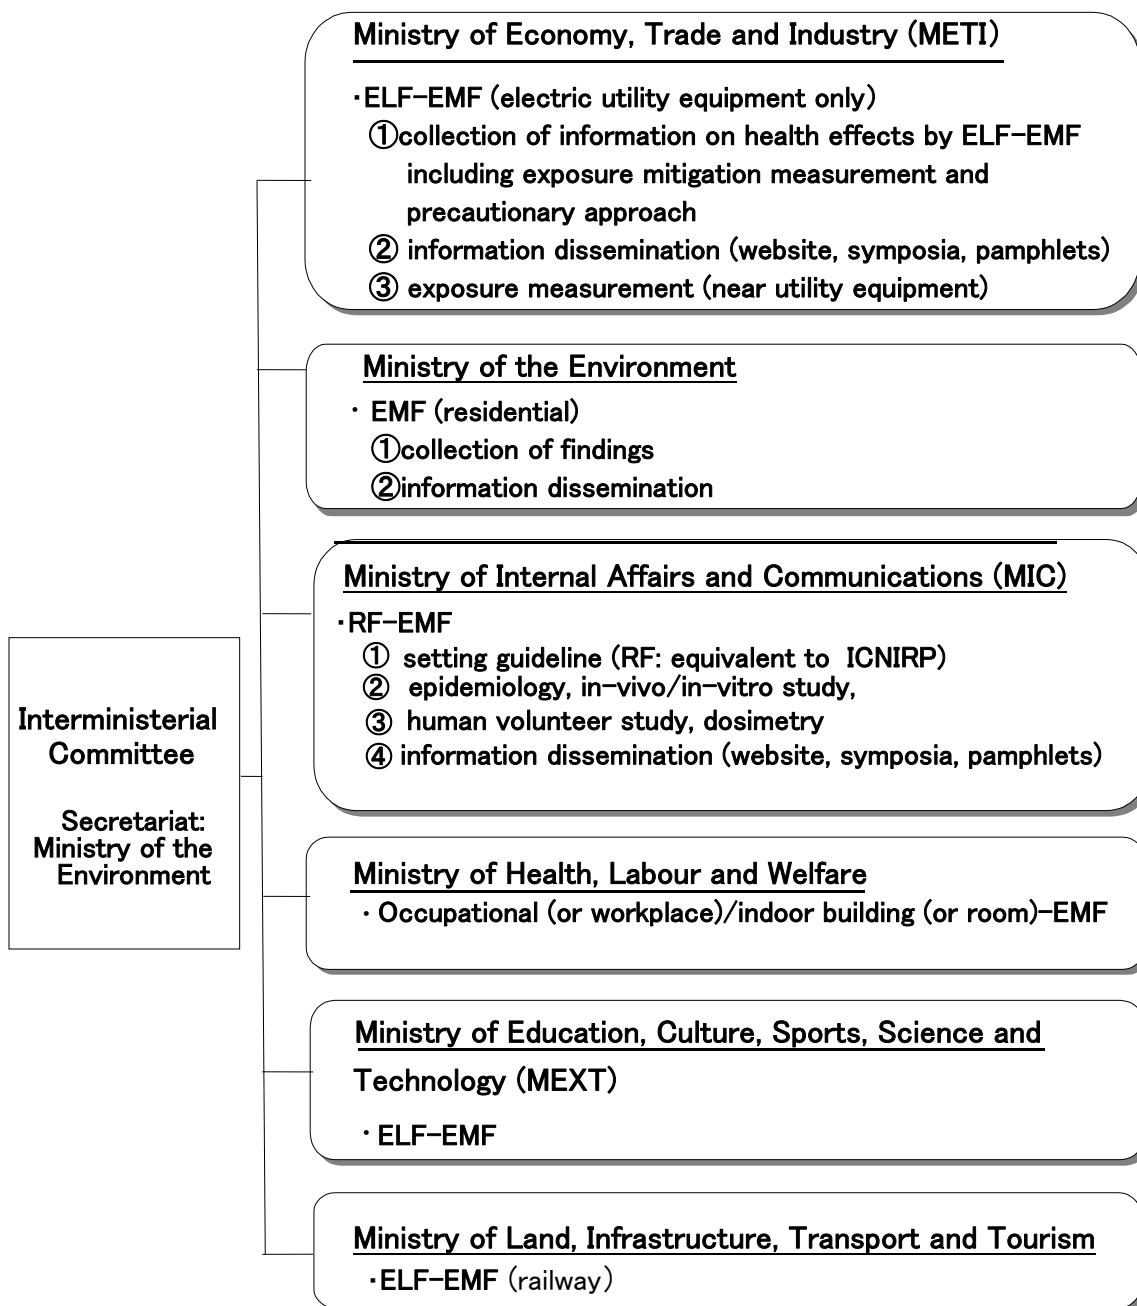 Ministry of Economy, Trade and Industry (METI)
・ELF-EMF (electric utility equipment only)
①collection of information on health effects by ELF-EMF
including exposure mitigation measurement and
precautionary approach
② information dissemination (website, symposia, pamphlets)
③ exposure measurement (near utility equipment)
Ministry of the Environment
・ EMF (residential)
①collection of findings
②information dissemination
Ministry of Internal Affairs and Communications (MIC)
・RF-EMF
① setting guideline (RF: equivalent to ICNIRP)
② epidemiology, in-vivo/in-vitro study,
③ human volunteer study, dosimetry
④ information dissemination (website, symposia, pamphlets)
Interministerial
Committee
Secretariat:
Ministry of the
Environment
Ministry of Health, Labour and Welfare
・ Occupational (or workplace)/indoor building (or room)-EMF
Ministry of Education, Culture, Sports, Science and
Technology (MEXT)
・ ELF-EMF
Ministry of Land, Infrastructure, Transport and Tourism
・ELF-EMF (railway)